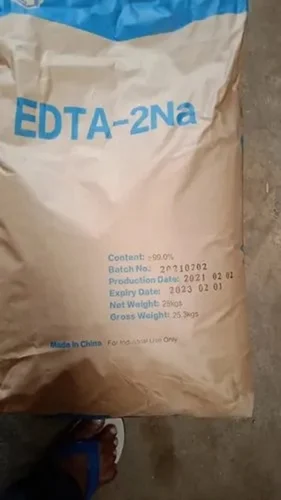 EDTA-2Na
Content: ≥99.0%
Batch No.: 20210202
Production Date: 2021 02 02
Expiry Date: 2023 02 01
Net Weight: 25kgs
Gross Weight: 25.3kgs
Made In China For Industrial Use Only